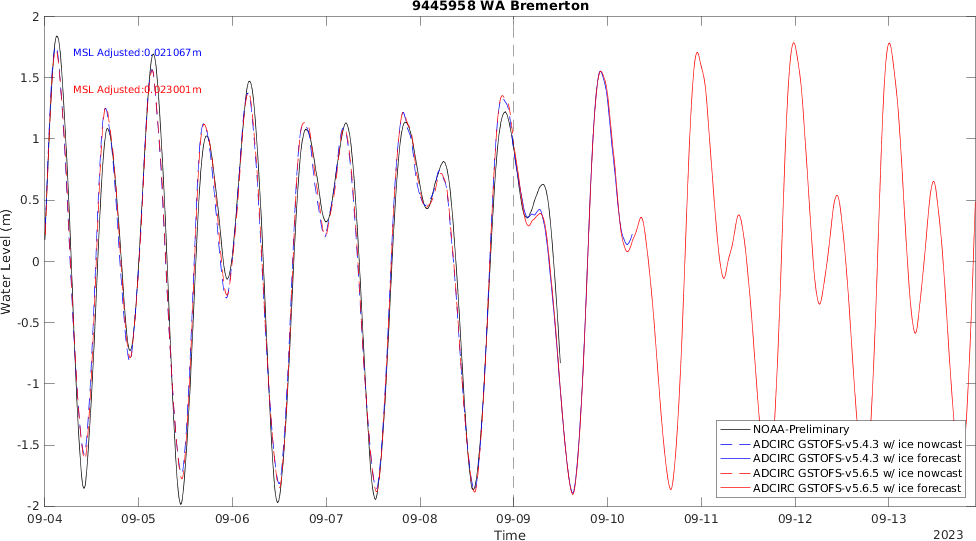 9445958 WA Bremerton
MSL Adjusted:0.021067m
MSL Adjusted:0.023001m
Water Level (m)
2
1.5
1
0.5
0
-0.5
-1
-1.5
-2
NOAA-Preliminary
ADCIRC GSTOFS-v5.4.3 w/ ice nowcast
ADCIRC GSTOFS-v5.4.3 w/ ice forecast
ADCIRC GSTOFS-v5.6.5 w/ ice nowcast
ADCIRC GSTOFS-v5.6.5 w/ ice forecast
09-04 09-05 09-06 09-07 09-08 09-09 09-10 09-11 09-12 09-13
Time
2023